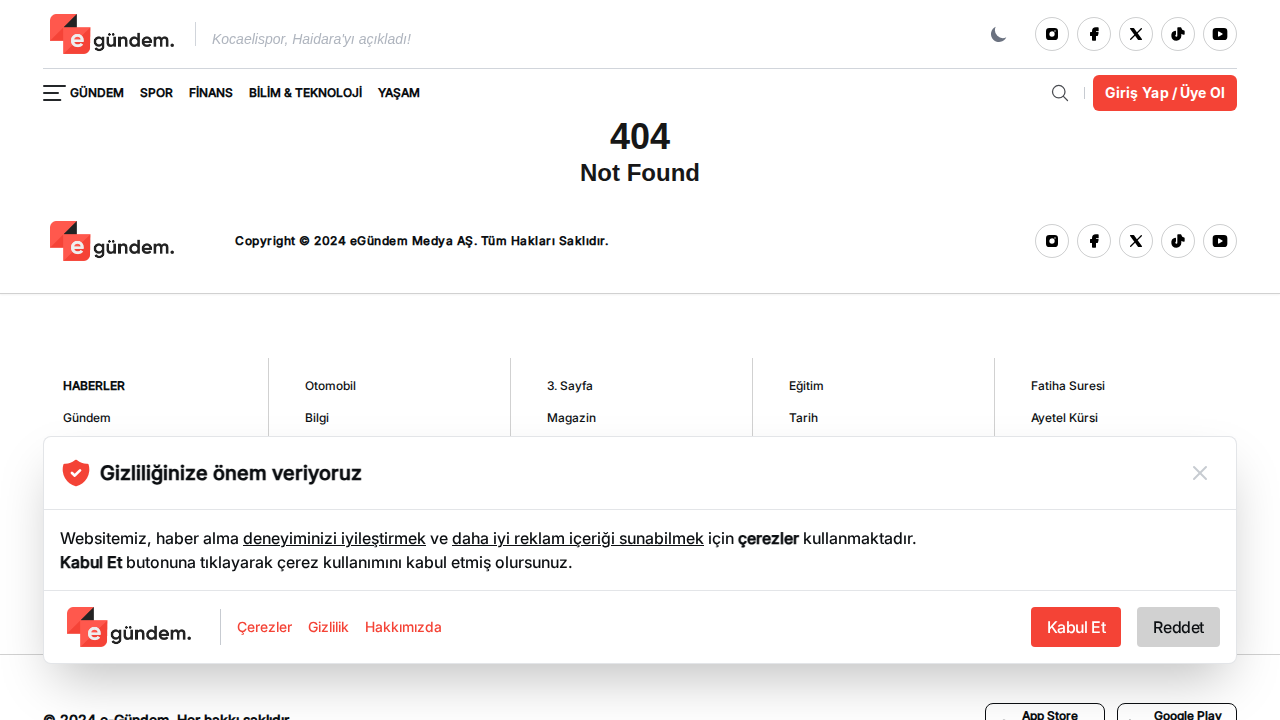 e gündem.
Kocaelispor, Haidara'yı açıkladı!
GÜNDEM SPOR FİNANS BİLİM & TEKNOLOJİ YAŞAM
Giriş Yap / Üye Ol
404
Not Found
e gündem.
Copyright © 2024 eGündem Medya AŞ. Tüm Hakları Saklıdır.
HABERLER Otomobil 3. Sayfa Eğitim Fatiha Suresi
Gündem Bilgi Magazin Tarih Ayetel Kürsi
Gizliliğinize önem veriyoruz
Websitemiz, haber alma deneyiminizi iyileştirmek ve daha iyi reklam içeriği sunabilmek için çerezler kullanmaktadır.
Kabul Et butonuna tıklayarak çerez kullanımını kabul etmiş olursunuz.
e gündem.
Çerezler Gizlilik Hakkımızda
Kabul Et Reddet
© 2024 e-Gündem. Her hakkı saklıdır
App Store Google Play